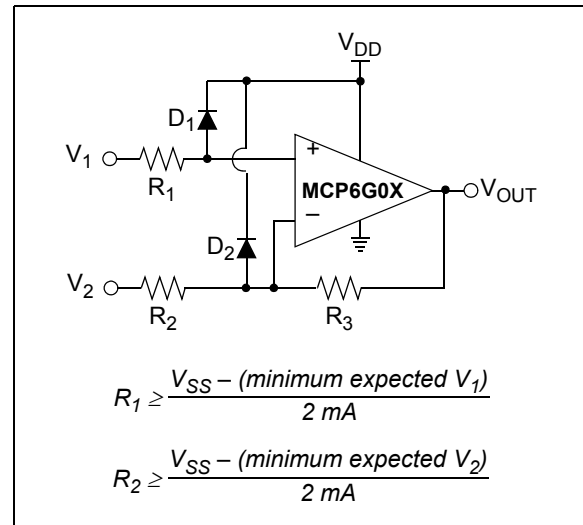 V_DD
D_1
V_1
R_1
+
MCP6G0X
–
V_OUT
D_2
V_2
R_2
R_3
R_1 ≥ V_SS – (minimum expected V_1) / 2 mA
R_2 ≥ V_SS – (minimum expected V_2) / 2 mA